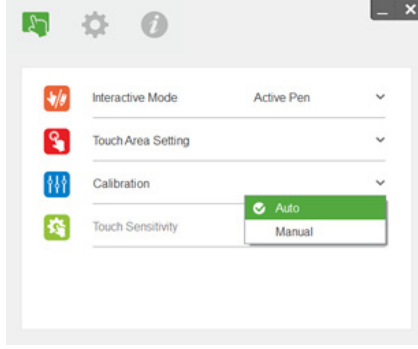 Interactive Mode Active Pen
Touch Area Setting
Calibration
Auto
Touch Sensitivity
Manual